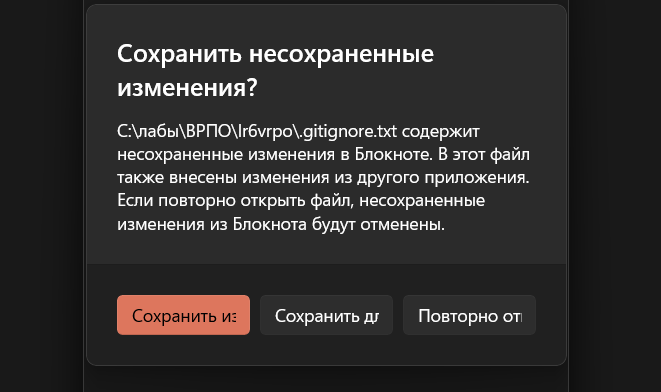 Сохранить несохраненные
изменения?
C:\лабы\ВРПО\lr6vrpo\.gitignore.txt содержит
несохраненные изменения в Блокноте. В этот файл
также внесены изменения из другого приложения.
Если повторно открыть файл, несохраненные
изменения из Блокнота будут отменены.
Сохранить из
Сохранить дл
Повторно от